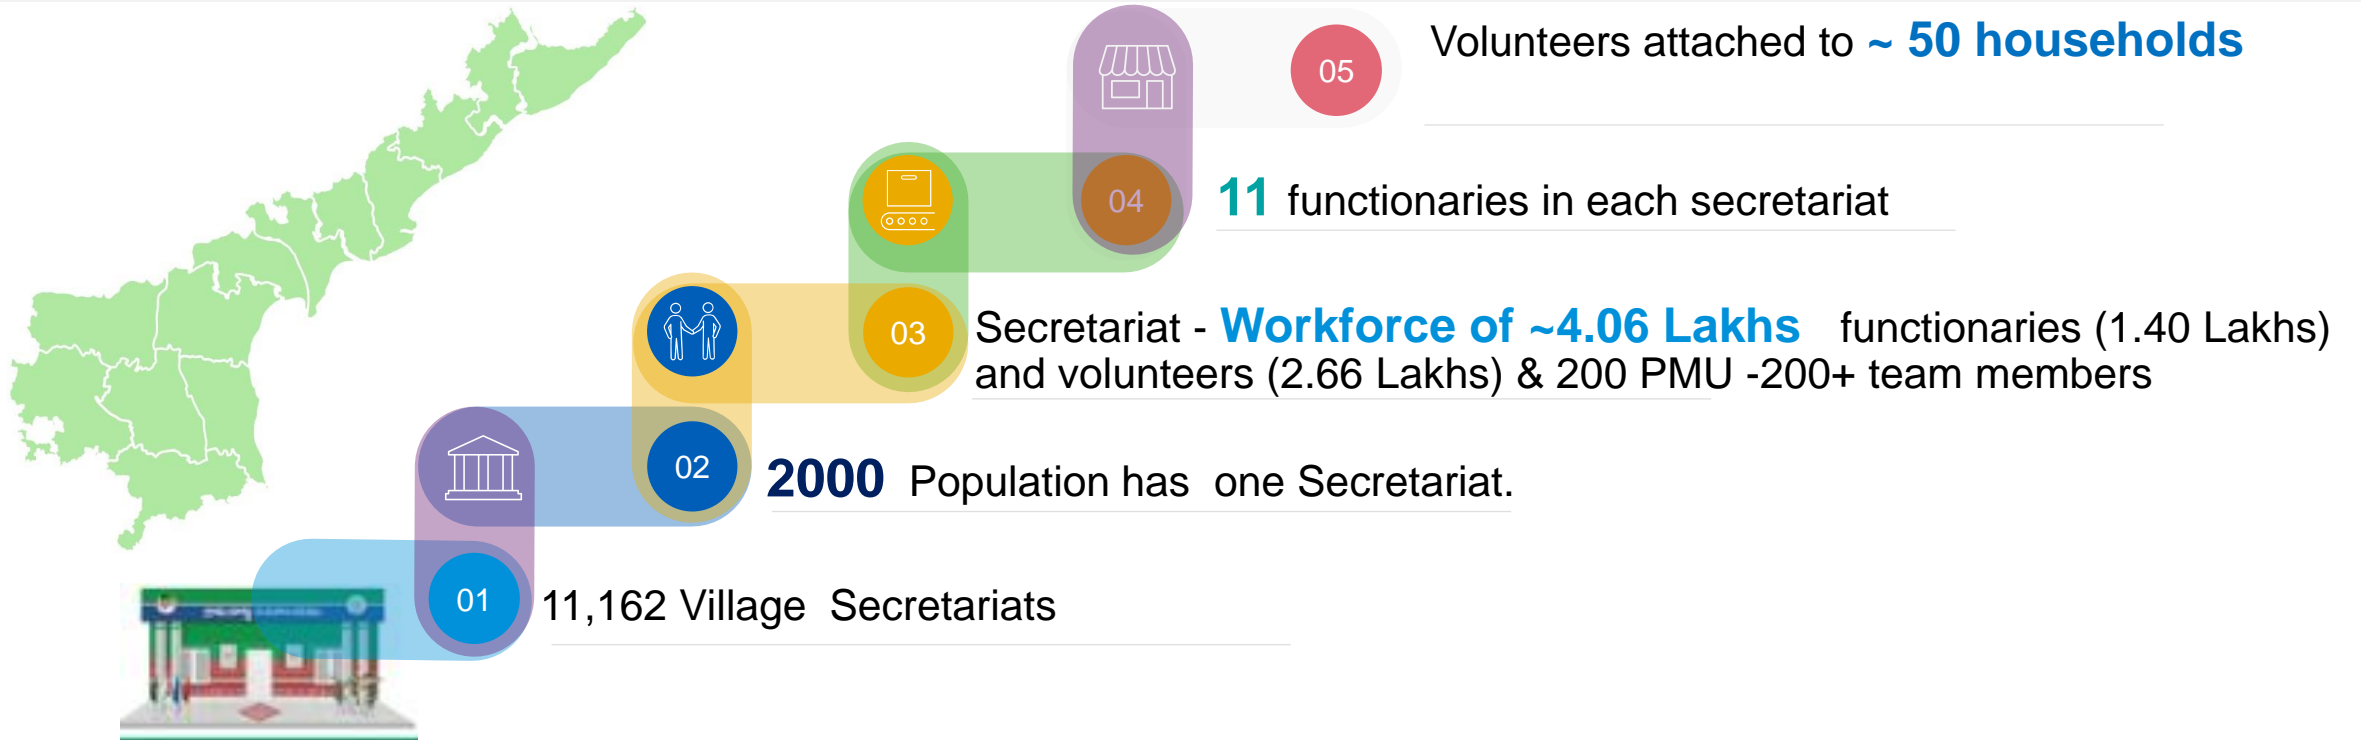 05
Volunteers attached to ~ 50 households
04
11 functionaries in each secretariat
03
Secretariat - Workforce of ~4.06 Lakhs functionaries (1.40 Lakhs)
and volunteers (2.66 Lakhs) & 200 PMU -200+ team members
02
2000 Population has one Secretariat.
01
11,162 Village Secretariats